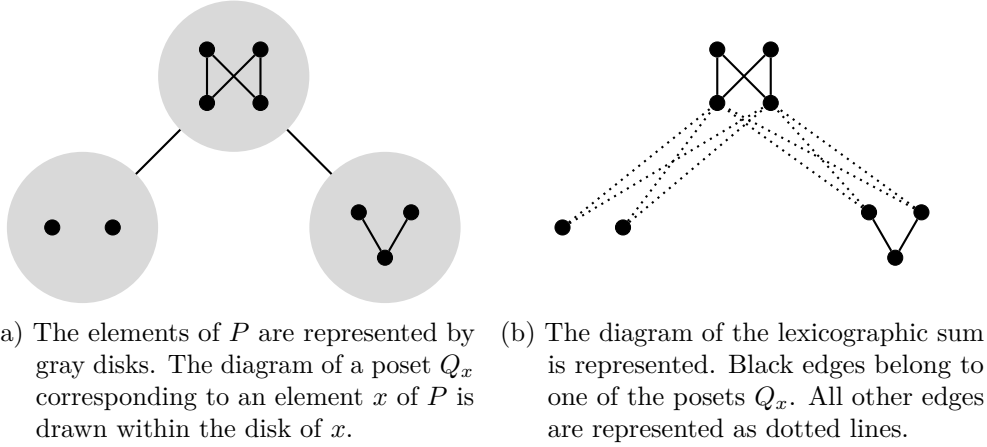 a) The elements of P are represented by
gray disks. The diagram of a poset Qₓ
corresponding to an element x of P is
drawn within the disk of x.
(b) The diagram of the lexicographic sum
is represented. Black edges belong to
one of the posets Qₓ. All other edges
are represented as dotted lines.